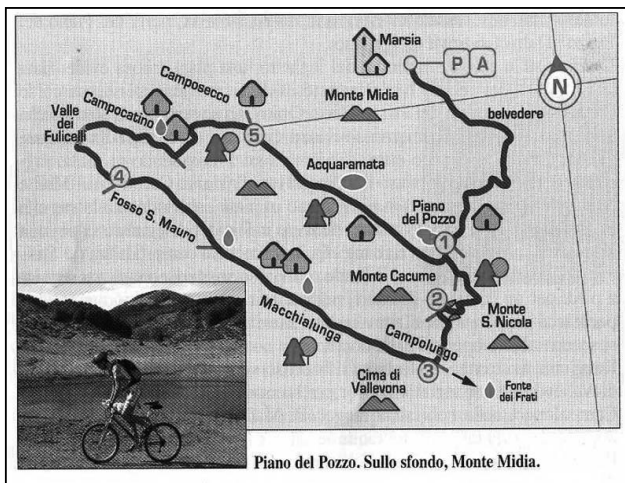 Marsia
P A
N
Monte Midia
belvedere
Camposecco
Campocatino
Valle
dei
Fulicelli
5
Acquaramata
4
Fosso S. Mauro
Piano
del Pozzo
1
Monte Cacume
2
Monte
S. Nicola
Macchialunga
Campolungo
3
Cima di
Vallevona
Fonte
dei Frati
Piano del Pozzo. Sullo sfondo, Monte Midia.